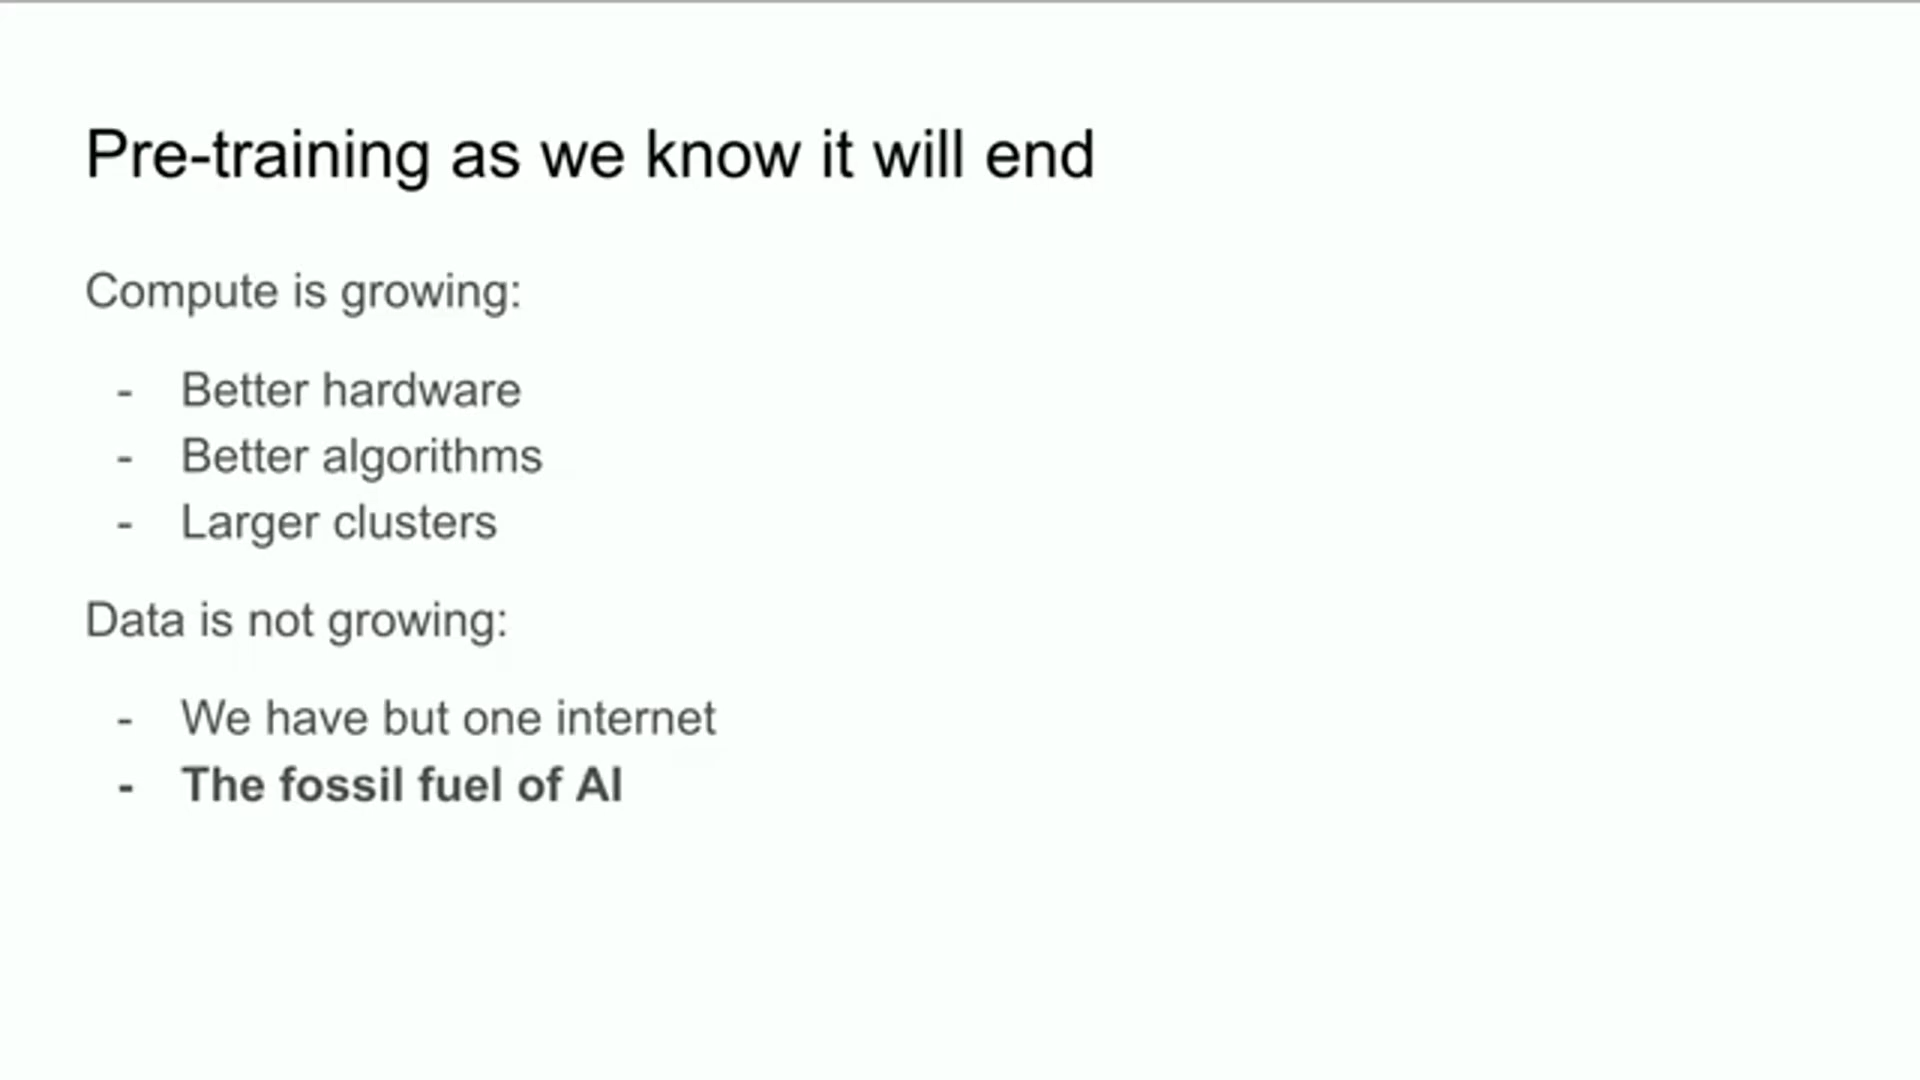 Pre-training as we know it will end
Compute is growing:
- Better hardware
- Better algorithms
- Larger clusters
Data is not growing:
- We have but one internet
- The fossil fuel of AI